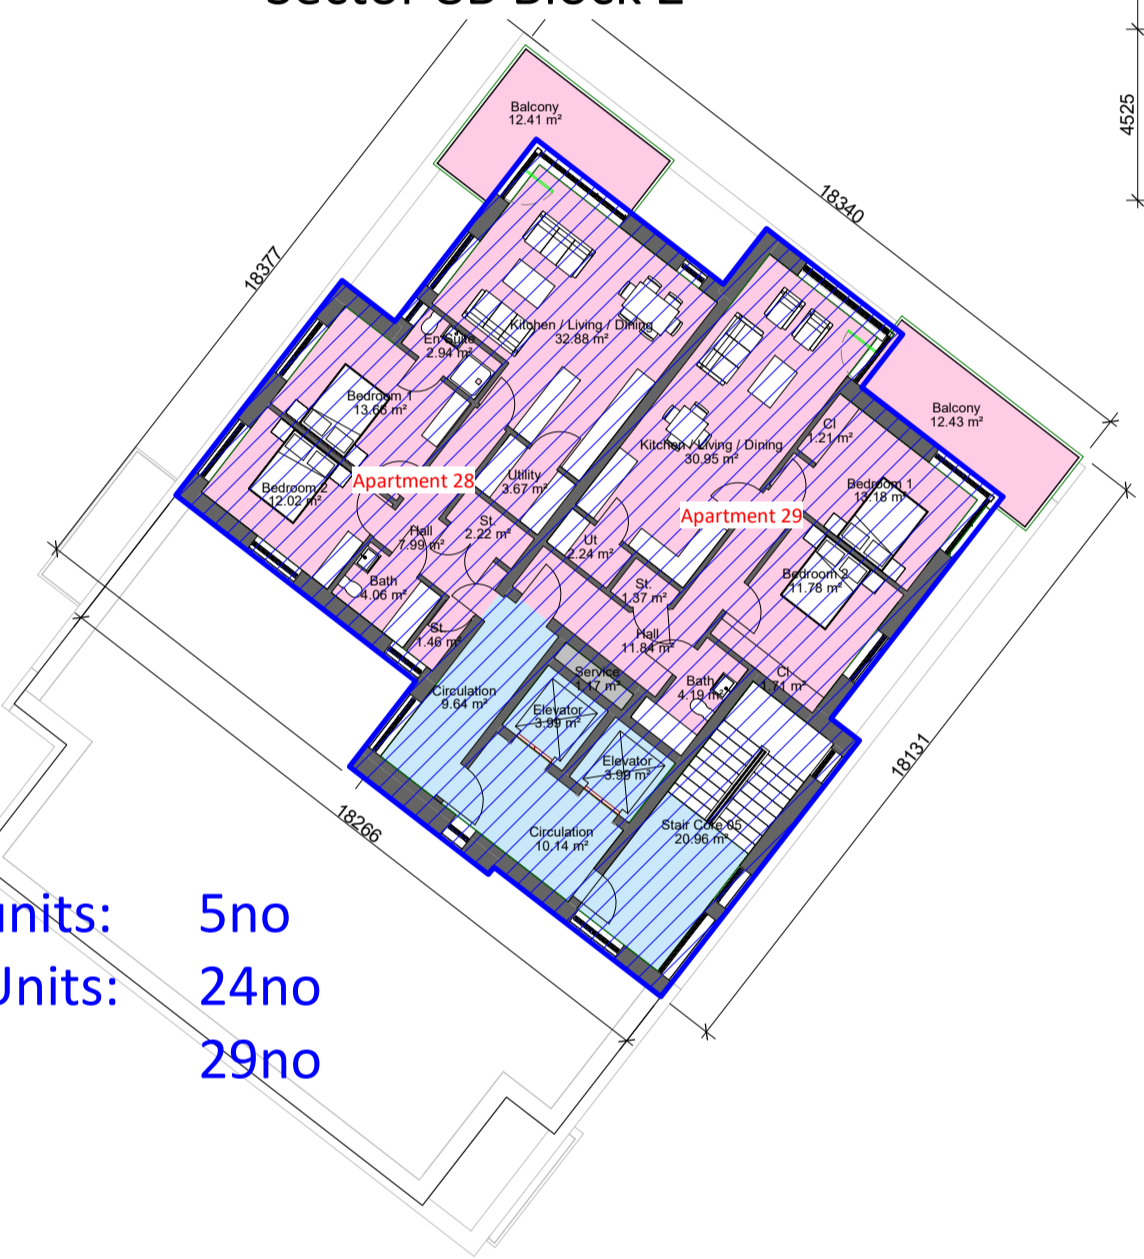 4525
Balcony
12.41 m²
18340
18377
Kitchen / Living / Dining
32.88 m²
En Suite
2.94 m²
Bedroom 1
13.66 m²
Balcony
12.43 m²
Cl
1.21 m²
Kitchen / Living / Dining
30.95 m²
Apartment 28
Utility
3.67 m²
Bedroom 1
13.18 m²
Bedroom 2
12.02 m²
Apartment 29
St.
2.22 m²
Hall
7.99 m²
Ut
2.24 m²
Bath
4.06 m²
St.
1.37 m²
Bedroom 2
11.78 m²
St.
1.46 m²
Hall
11.84 m²
Service
1.17 m²
Bath
4.19 m²
Cl
1.71 m²
Circulation
9.64 m²
Elevator
3.99 m²
Elevator
3.99 m²
18131
18266
Circulation
10.14 m²
Stair Core 05
20.96 m²
units: 5no
Units: 24no
29no